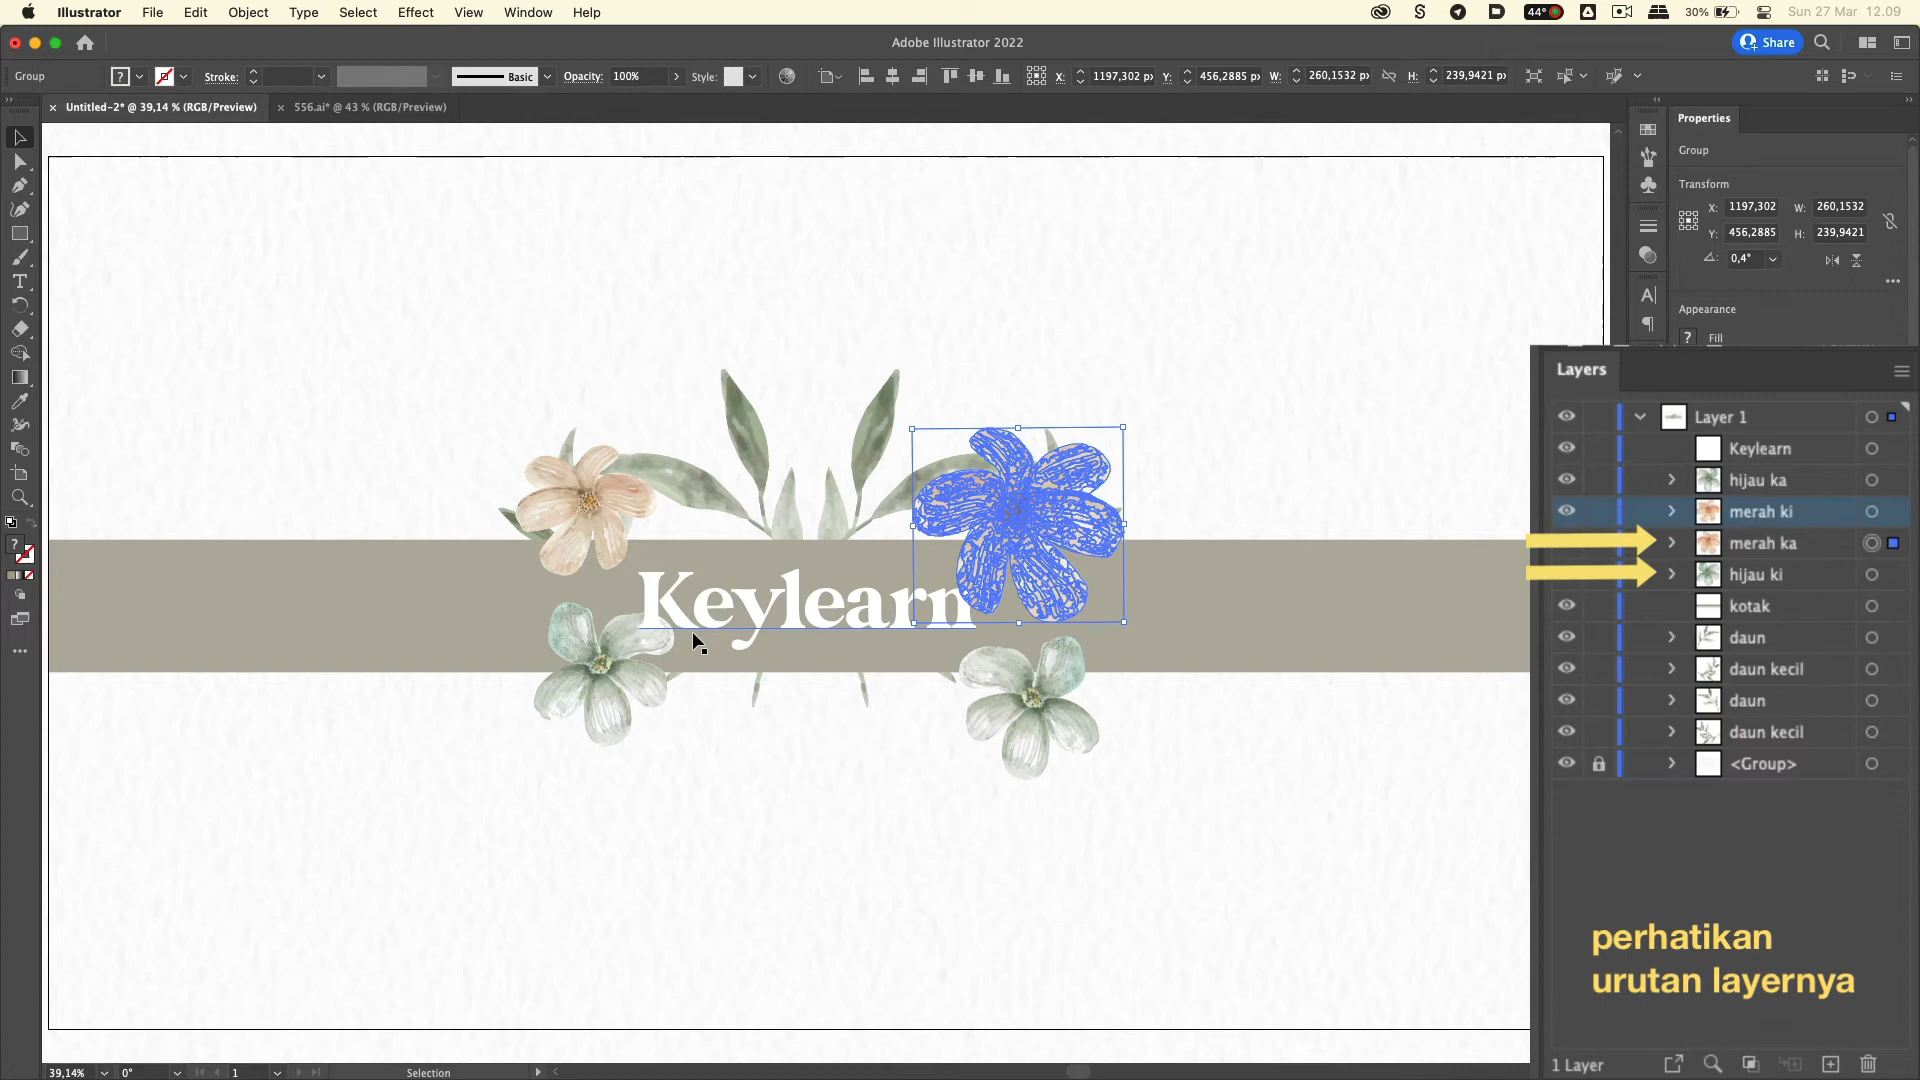 Illustrator File Edit Object Type Select Effect View Window Help
44° 30% Sun 27 Mar 12.09
Adobe Illustrator 2022
Share
Group
Stroke:
Basic
Opacity: 100%
Style:
X: 1197,302 p Y: 456,2885 W: 260,1532 p H: 239,9421 p
Untitled-2* @ 39,14 % (RGB/Preview)
556.ai* @ 43 % (RGB/Preview)
Properties
Group
Transform
X: 1197,302 W: 260,1532
Y: 456,2885 H: 239,9421
0,4°
Appearance
Fill
Keylearn
Layers
Layer 1
Keylearn
hijau ka
merah ki
merah ka
hijau ki
kotak
daun
daun kecil
daun
daun kecil
<Group>
perhatikan
urutan layernya
1 Layer
39,14% 0° 1 Selection